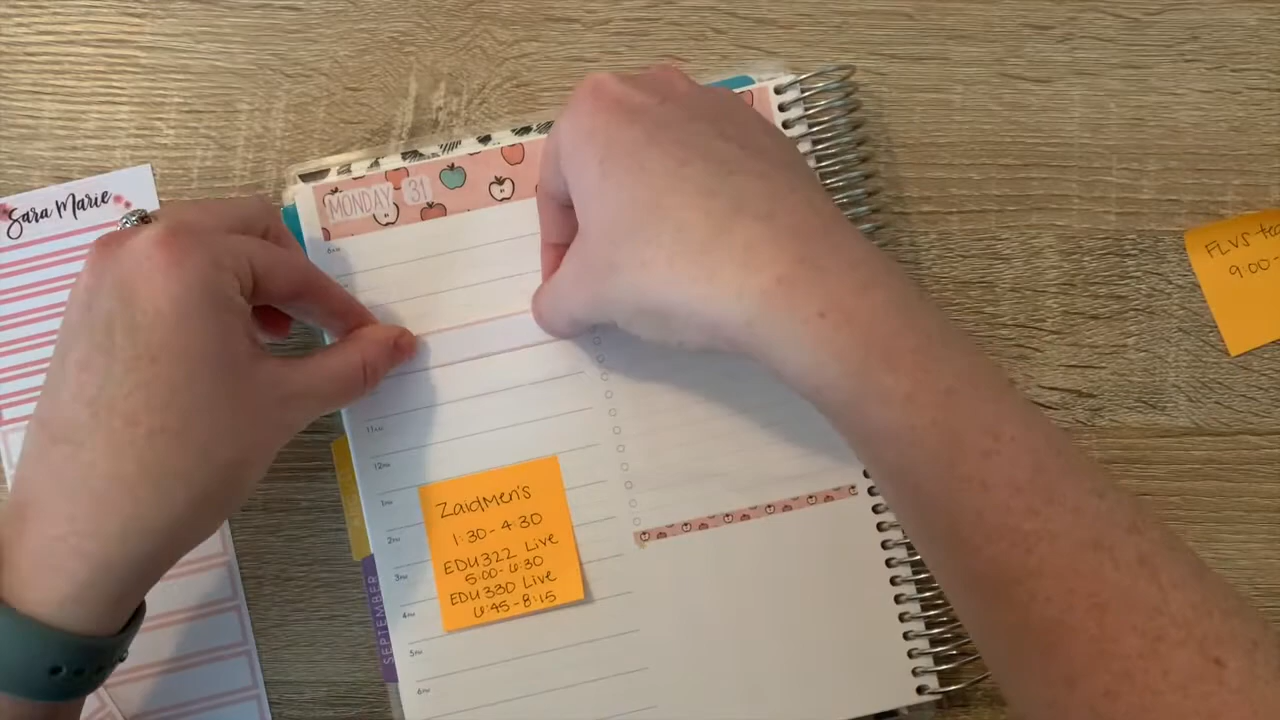 Sara Marie
MONDAY 31
6AM
11AM
12PM
1PM
2PM
3PM
4PM
5PM
6PM
ZaidMen's
1:30-4:30
EDU322 Live
5:00-6:30
EDU330 Live
6:45-8:15
SEPTEMBER
FLVS
9:00-